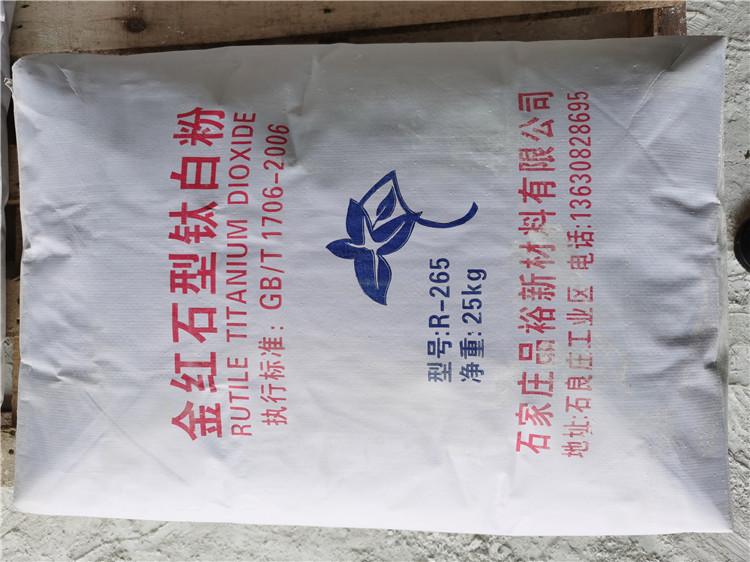 金红石型钛白粉
RUTILE TITANIUM DIOXIDE
执行标准：GB/T 1706-2006
型号:R-265
净重:25kg
石家庄品裕新材料有限公司
地址:石良庄工业区 电话:13630828695